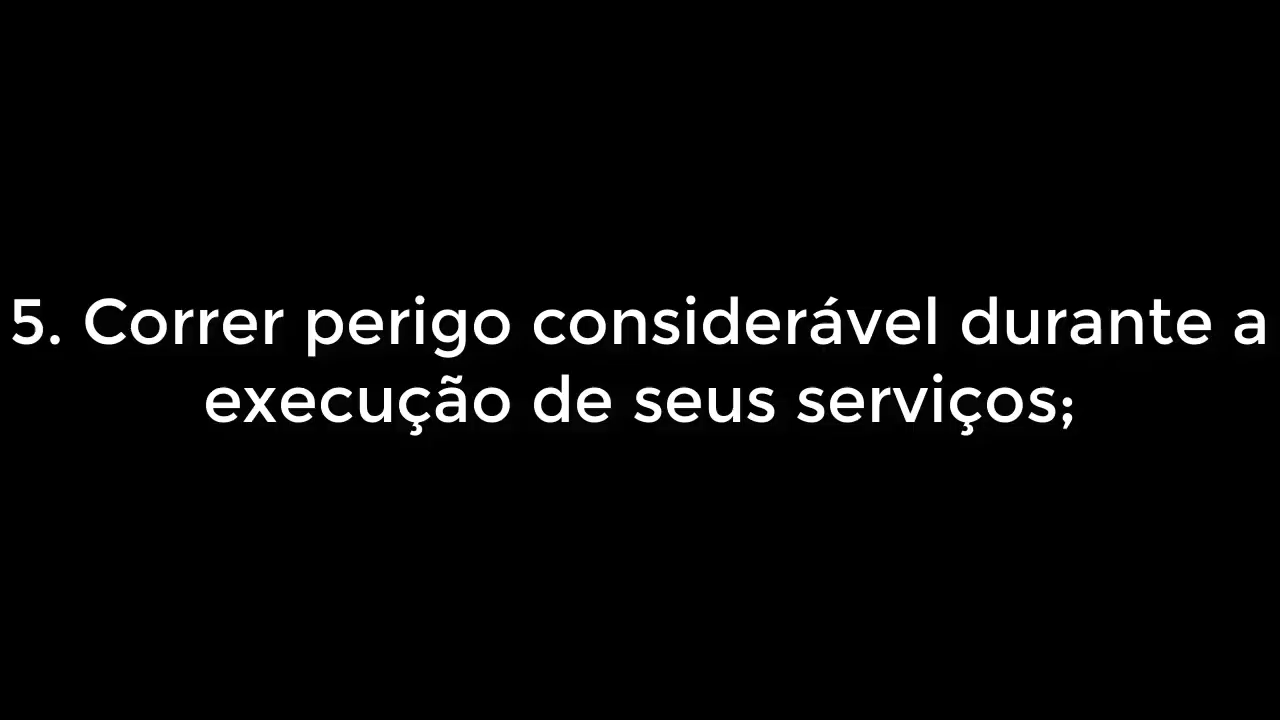 5. Correr perigo considerável durante a
execução de seus serviços;